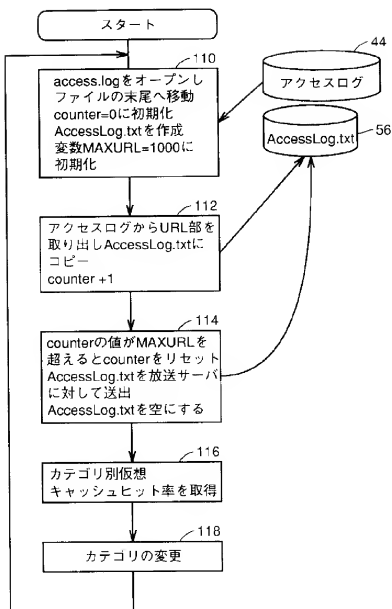 スタート
110
access.logをオープンし
ファイルの末尾へ移動
counter=0に初期化
AccessLog.txtを作成
変数MAXURL=1000に
初期化
44
アクセスログ
AccessLog.txt
56
112
アクセスログからURL部を
取り出しAccessLog.txtに
コピー
counter +1
114
counterの値がMAXURLを
超えるとcounterをリセット
AccessLog.txtを放送サーバ
に対して送出
AccessLog.txtを空にする
116
カテゴリ別仮想
キャッシュヒット率を取得
118
カテゴリの変更